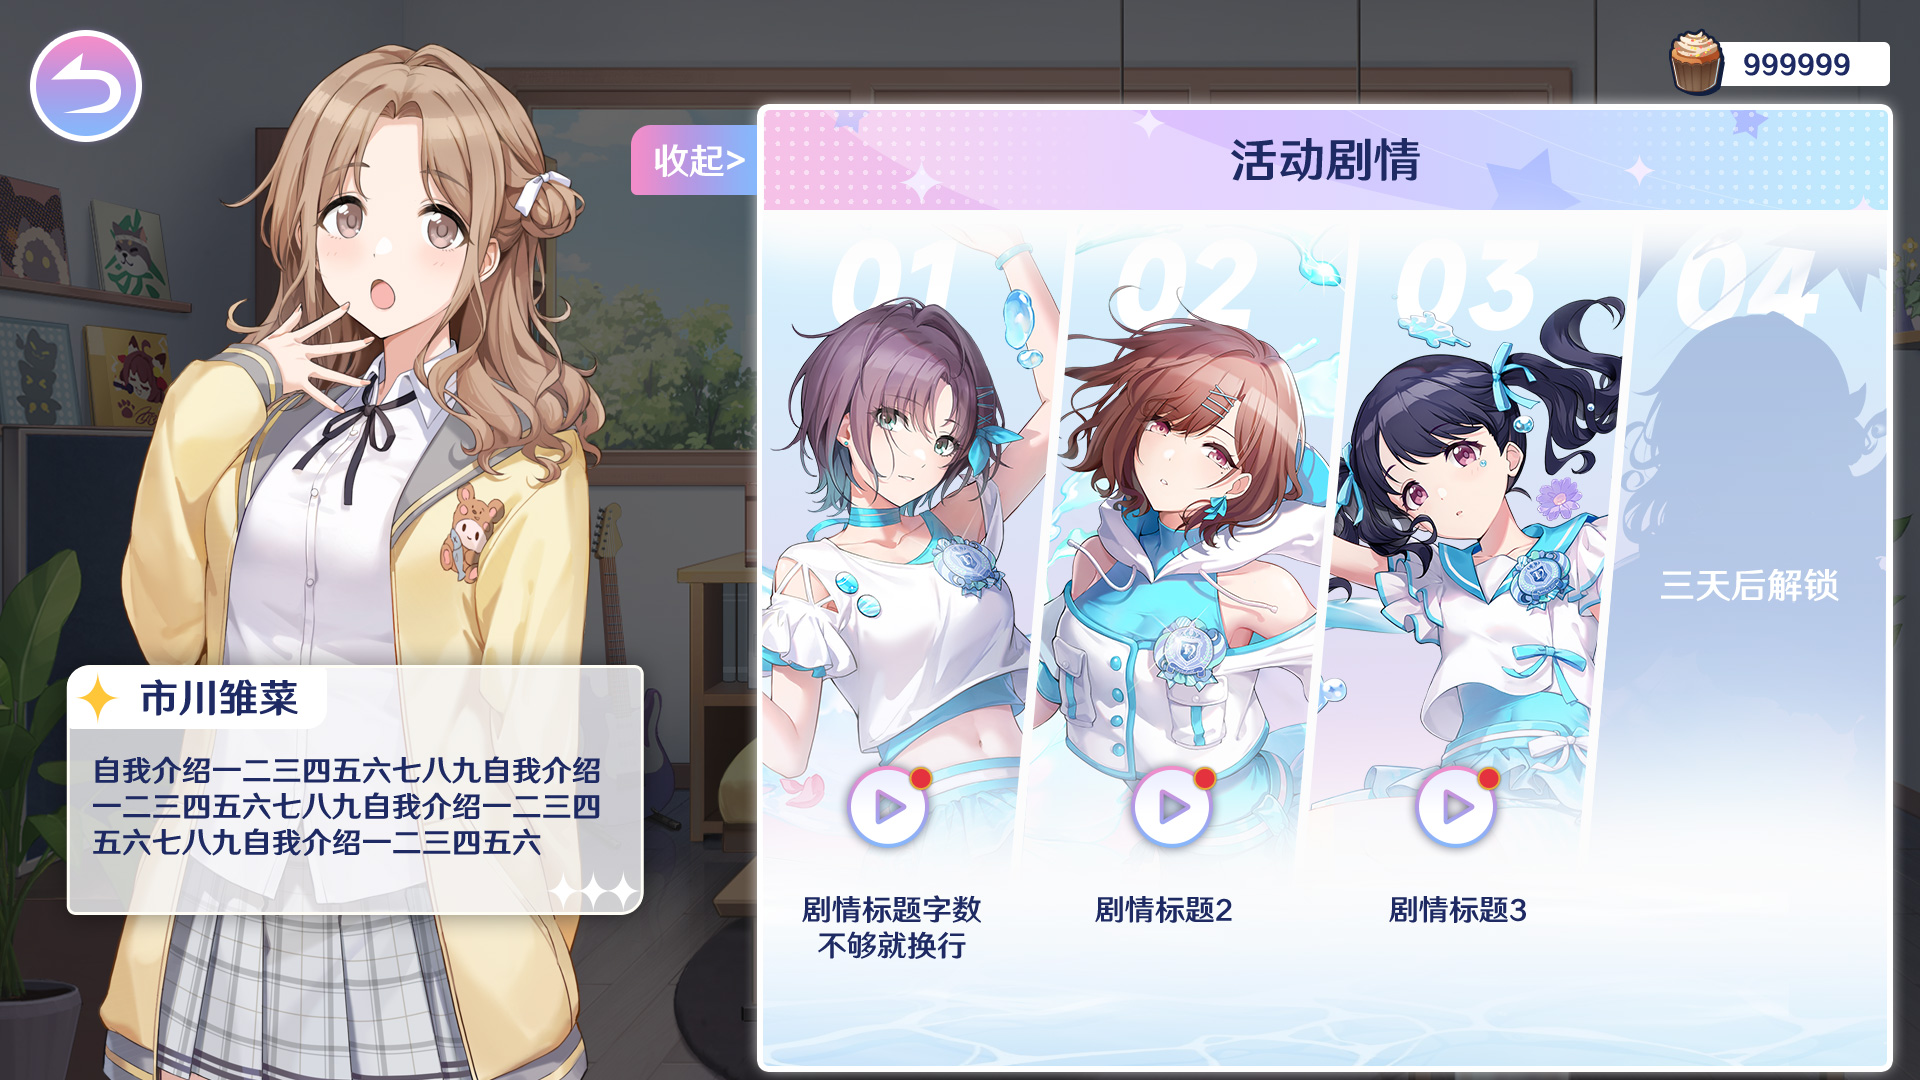 999999
收起>
活动剧情
01
02
03
04
三天后解锁
市川雏菜
自我介绍一二三四五六七八九自我介绍
一二三四五六七八九自我介绍一二三四
五六七八九自我介绍一二三四五六
剧情标题字数
不够就换行
剧情标题2
剧情标题3